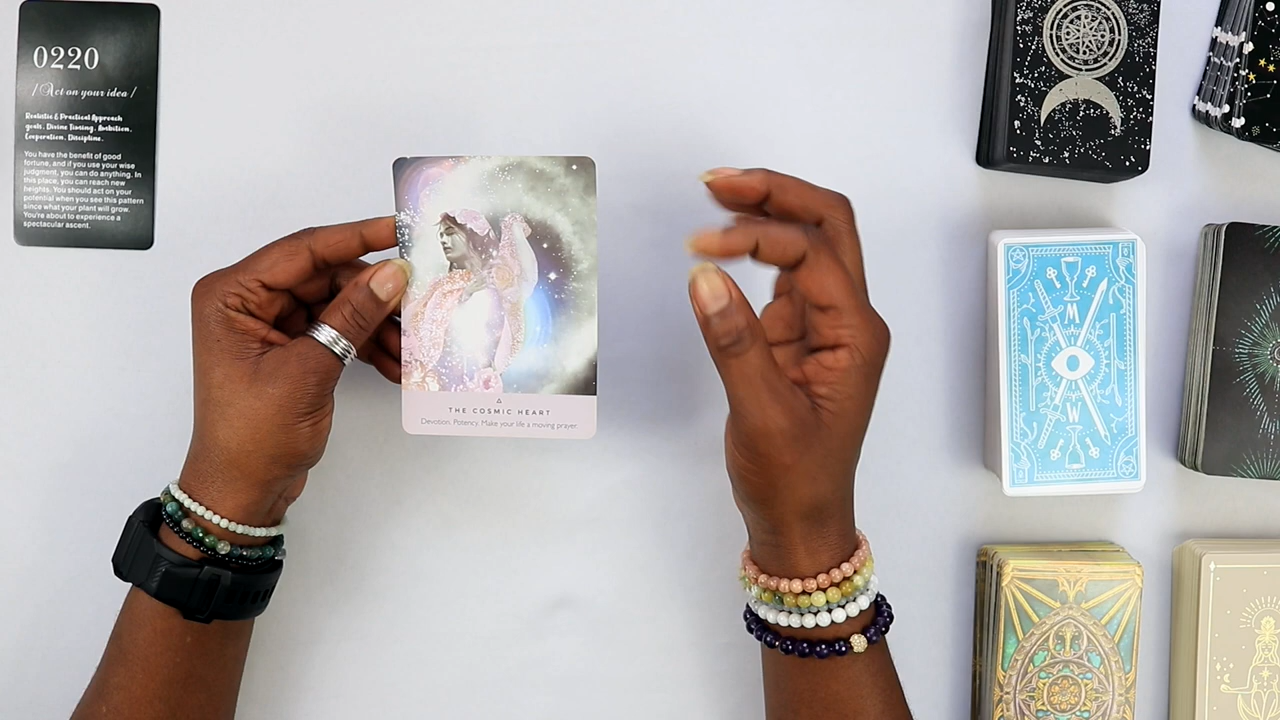 0220
/Act on your idea/
Realistic & Practical Approach
goals, Divine Timing, Ambition,
Cooperation, Discipline.
You have the benefit of good
fortune, and if you use your wise
judgment, you can do anything. In
this place, you can reach new
heights. You should act on your
potential when you see this pattern
since what your plant will grow.
You're about to experience a
spectacular ascent.
THE COSMIC HEART
Devotion. Potency. Make your life a moving prayer.
M
W